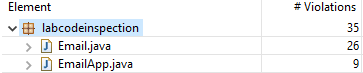 Element # Violations
labcodeinspection 35
Email.java 26
EmailApp.java 9